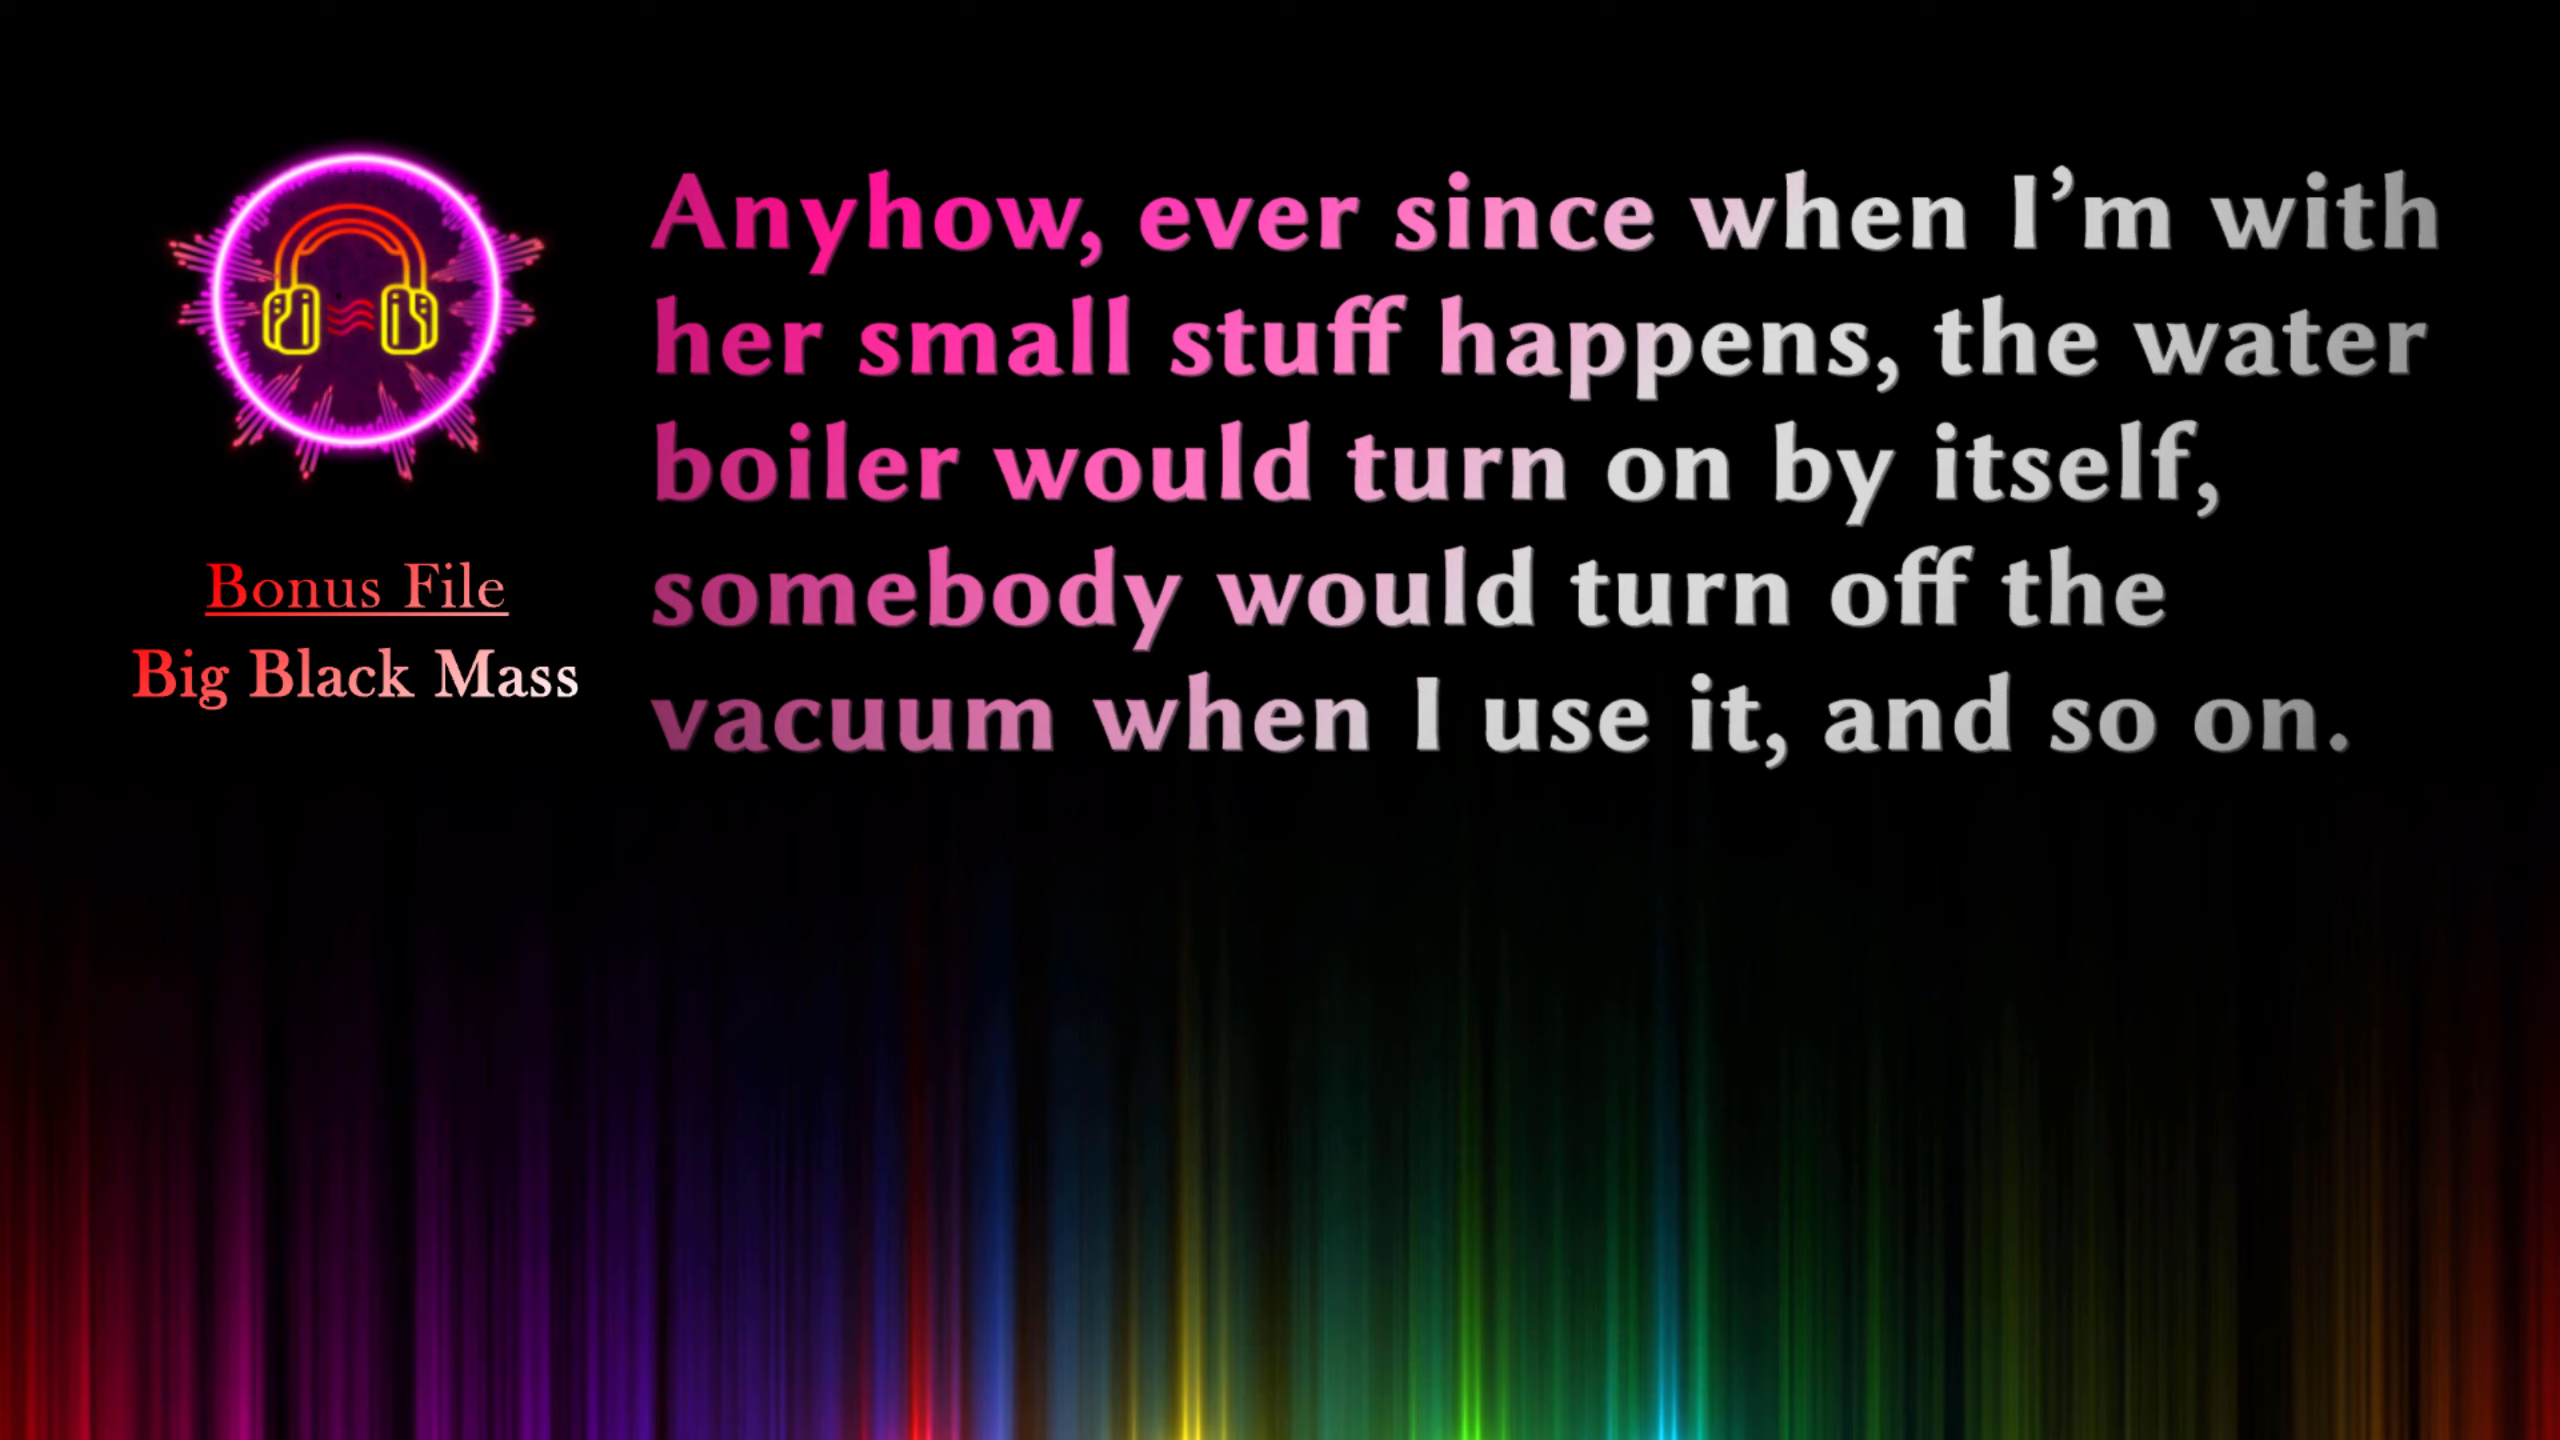 Bonus File
Big Black Mass
Anyhow, ever since when I’m with
her small stuff happens, the water
boiler would turn on by itself,
somebody would turn off the
vacuum when I use it, and so on.